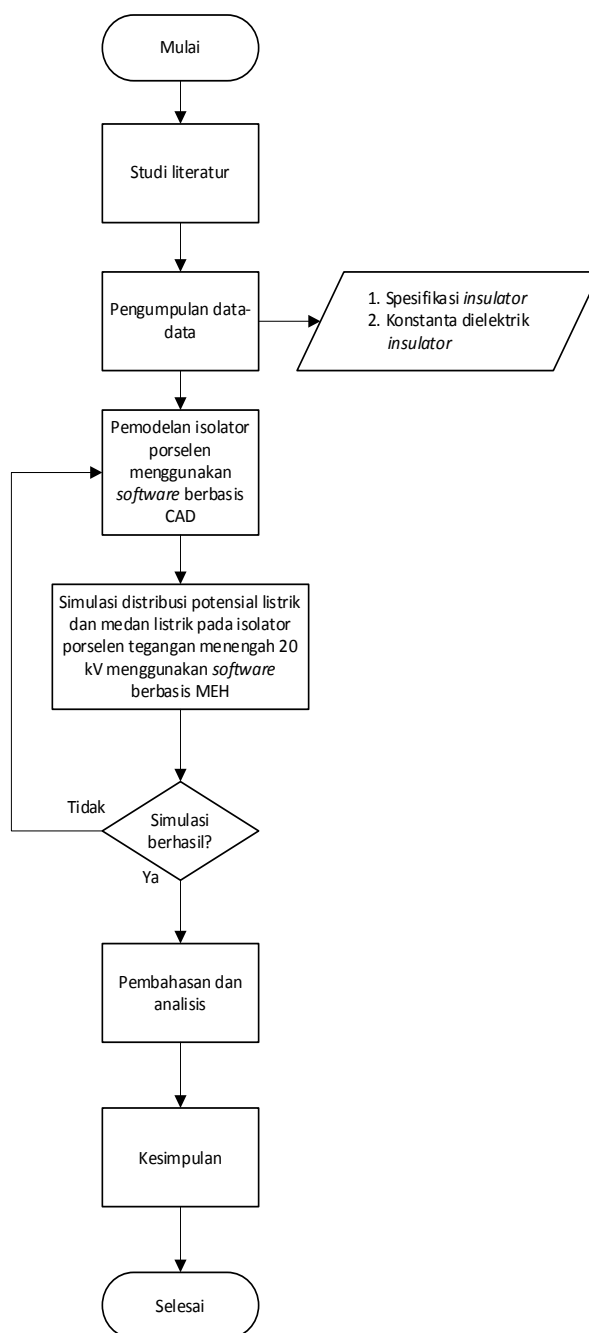 Mulai
Studi literatur
Pengumpulan data-
data
1. Spesifikasi insulator
2. Konstanta dielektrik
insulator
Pemodelan isolator
porselen
menggunakan
software berbasis
CAD
Simulasi distribusi potensial listrik
dan medan listrik pada isolator
porselen tegangan menengah 20
kV menggunakan software
berbasis MEH
Tidak
Simulasi
berhasil?
Ya
Pembahasan dan
analisis
Kesimpulan
Selesai